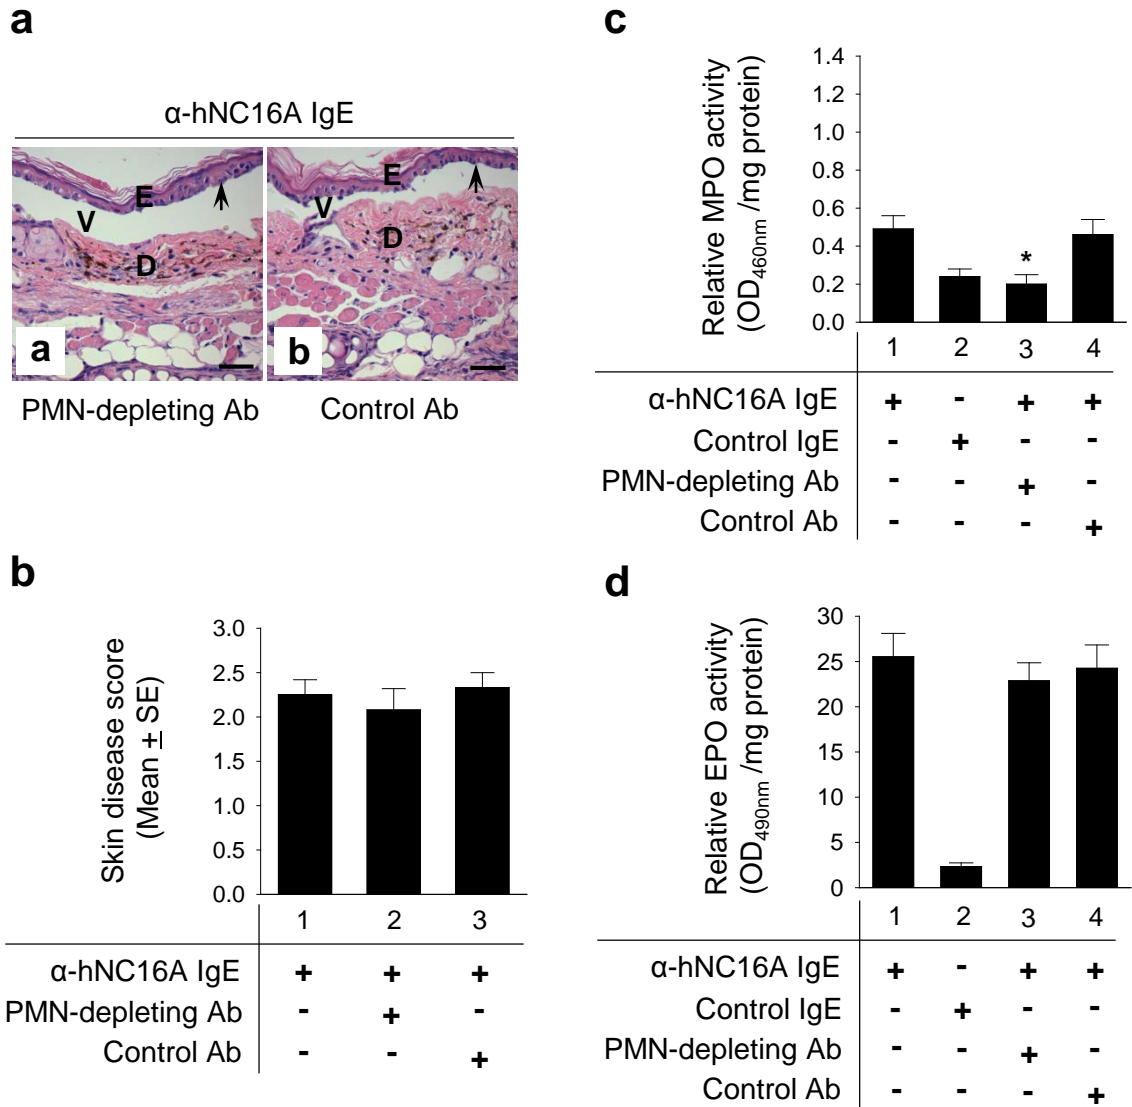 a
α-hNC16A IgE
E
V
D
a
E
V
D
b
PMN-depleting Ab
Control Ab
b
Skin disease score
(Mean ± SE)
3.0
2.5
2.0
1.5
1.0
0.5
0.0
1 2 3
α-hNC16A IgE + + +
PMN-depleting Ab - + -
Control Ab - - +
c
Relative MPO activity
(OD460nm /mg protein)
1.4
1.2
1.0
0.8
0.6
0.4
0.2
0.0
*
1 2 3 4
α-hNC16A IgE + - + +
Control IgE - + - -
PMN-depleting Ab - - + -
Control Ab - - - +
d
Relative EPO activity
(OD490nm /mg protein)
30
25
20
15
10
5
0
1 2 3 4
α-hNC16A IgE + - + +
Control IgE - + - -
PMN-depleting Ab - - + -
Control Ab - - - +